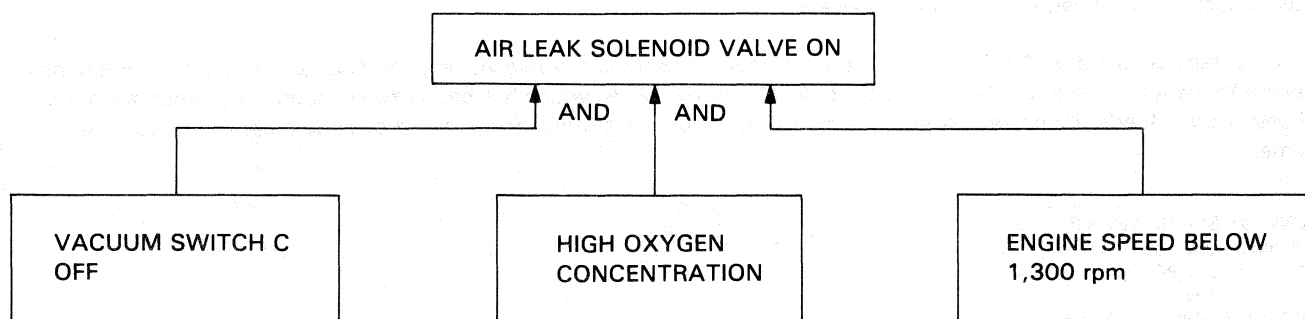 AIR LEAK SOLENOID VALVE ON
AND AND
VACUUM SWITCH C
OFF
HIGH OXYGEN
CONCENTRATION
ENGINE SPEED BELOW
1,300 rpm